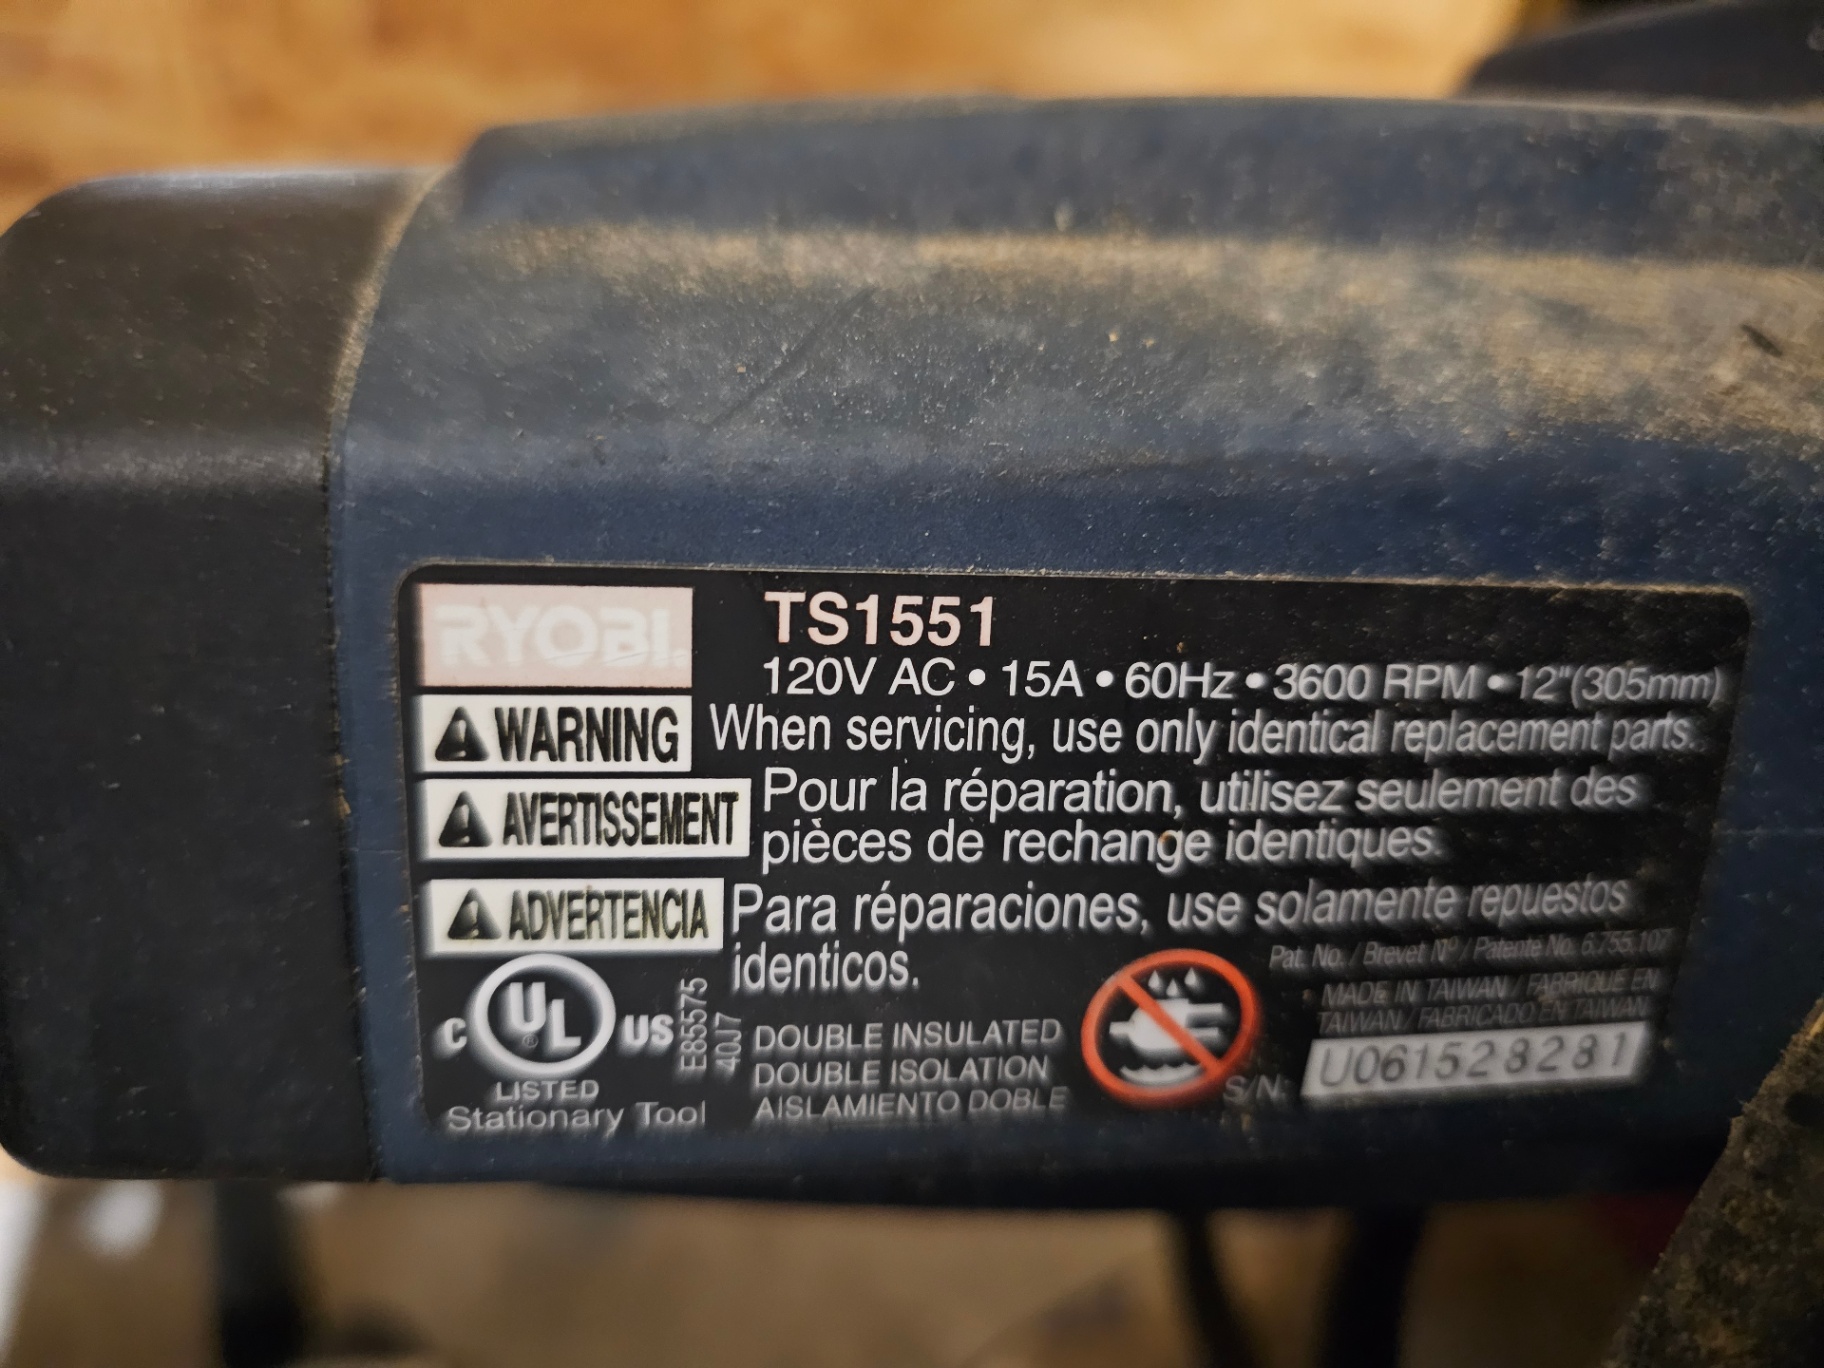 RYOBI
TS1551
120V AC • 15A • 60Hz • 3600 RPM • 12"(305mm)
WARNING When servicing, use only identical replacement parts.
AVERTISSEMENT Pour la réparation, utilisez seulement des
pièces de rechange identiques.
ADVERTENCIA Para réparaciones, use solamente repuestos
identicos.
Pat. No. / Brevet Nº / Patente No. 6.755.107
MADE IN TAIWAN / FABRIQUÉ EN
TAIWAN / FABRICADO EN TAIWAN
C UL® US
LISTED
Stationary Tool
E85575
40J7
DOUBLE INSULATED
DOUBLE ISOLATION
AISLAMIENTO DOBLE
S/N: U061528281